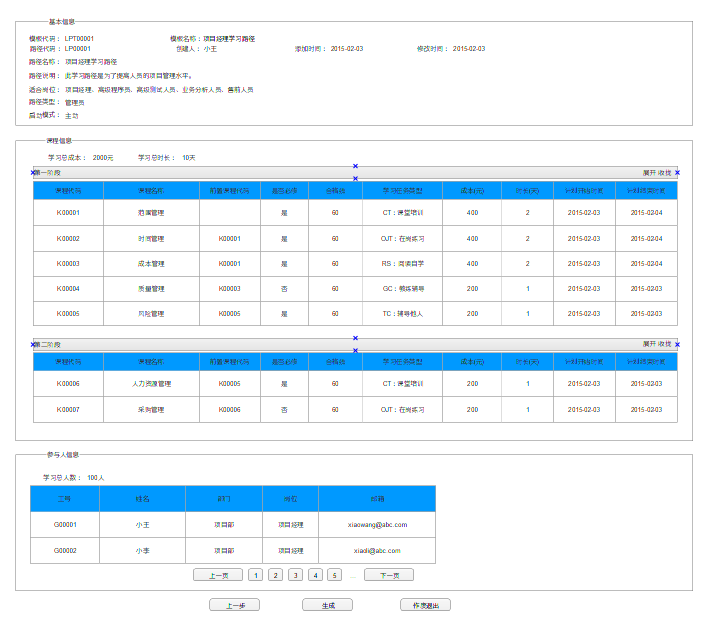 基本信息
模板代码： LPT00001 模板名称：项目经理学习路径
路径代码： LP00001 创建人： 小王 添加时间： 2015-02-03 修改时间： 2015-02-03
路径名称： 项目经理学习路径
路径说明： 此学习路径是为了提高人员的项目管理水平。
适合岗位： 项目经理、高级程序员、高级测试人员、业务分析人员、售前人员
路径类型： 管理员
启动模式： 主动
课程信息
学习总成本： 2000元 学习总时长： 10天
第一阶段 展开 收拢
课程代码 课程名称 前置课程代码 是否必修 合格线 学习任务类型 成本(元) 时长(天) 计划开始时间 计划结束时间
K00001 范围管理 是 60 CT：课堂培训 400 2 2015-02-03 2015-02-04
K00002 时间管理 K00001 是 60 OJT：在岗练习 400 2 2015-02-03 2015-02-04
K00003 成本管理 K00001 是 60 RS：阅读自学 400 2 2015-02-03 2015-02-04
K00004 质量管理 K00003 否 60 GC：教练辅导 200 1 2015-02-03 2015-02-03
K00005 风险管理 K00005 是 60 TC：辅导他人 200 1 2015-02-03 2015-02-03
第二阶段 展开 收拢
课程代码 课程名称 前置课程代码 是否必修 合格线 学习任务类型 成本(元) 时长(天) 计划开始时间 计划结束时间
K00006 人力资源管理 K00005 是 60 CT：课堂培训 200 1 2015-02-03 2015-02-03
K00007 采购管理 K00006 否 60 OJT：在岗练习 200 1 2015-02-03 2015-02-03
参与人信息
学习总人数： 100人
工号 姓名 部门 岗位 邮箱
G00001 小王 项目部 项目经理 xiaowang@abc.com
G00002 小李 项目部 项目经理 xiaoli@abc.com
上一页 1 2 3 4 5 ... 下一页
上一步 生成 作废退出